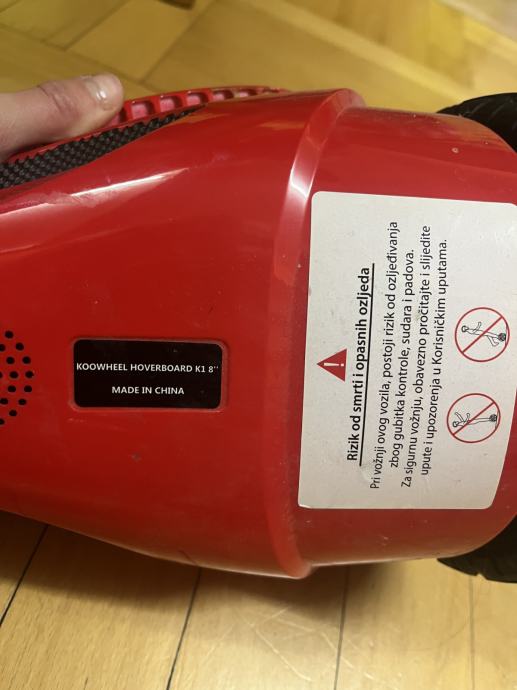 KOOWHEEL HOVERBOARD K1 8''
MADE IN CHINA
Rizik od smrti i opasnih ozljeda
Pri vožnji ovog vozila, postoji rizik od ozljeđivanja
zbog gubitka kontrole, sudara i padova.
Za sigurnu vožnju, obavezno pročitajte i slijedite
upute i upozorenja u Korisničkim uputama.